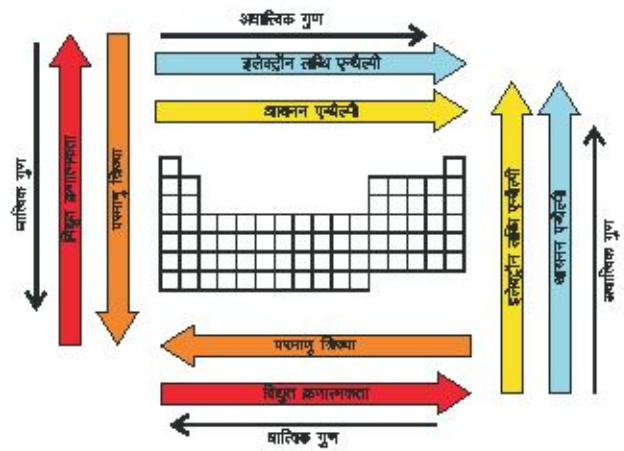 अधात्विक गुण
इलेक्ट्रॉन लब्धि एन्थैल्पी
आयनन एन्थैल्पी
धात्विक गुण
विद्युत ऋणात्मकता
परमाणु त्रिज्या
इलेक्ट्रॉन लब्धि एन्थैल्पी
आयनन एन्थैल्पी
अधात्विक गुण
परमाणु त्रिज्या
विद्युत ऋणात्मकता
धात्विक गुण